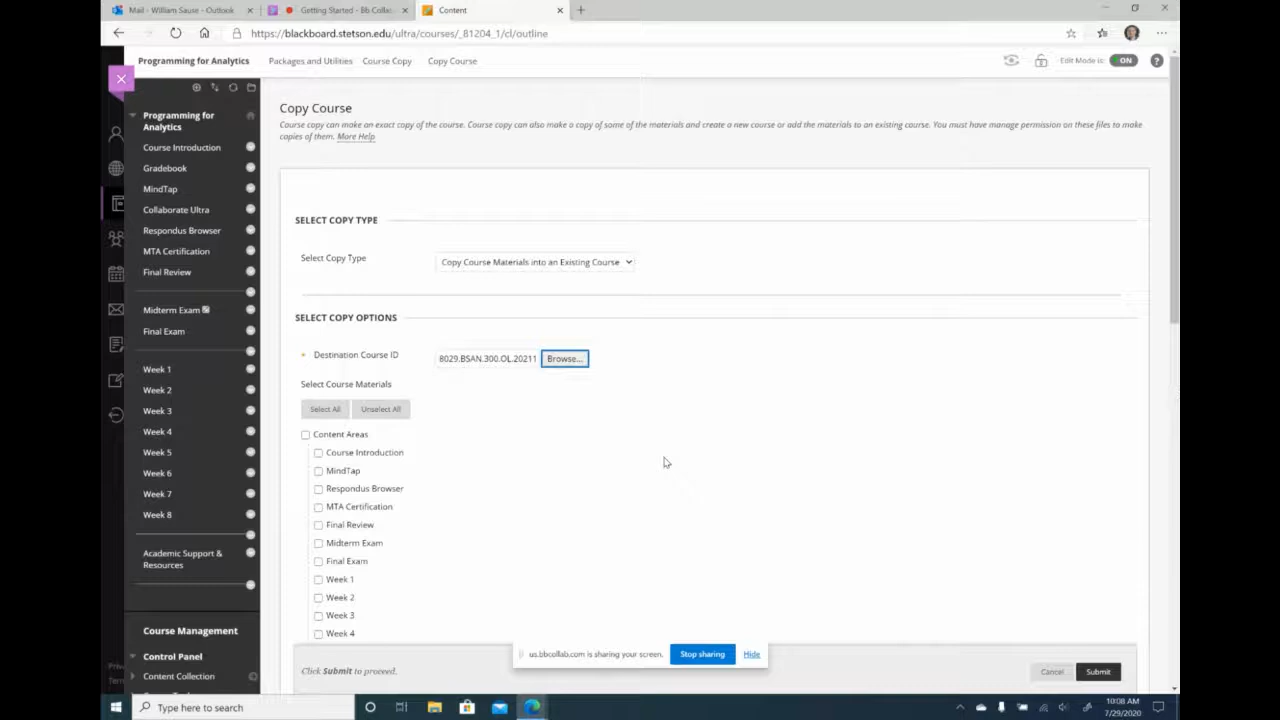 Mail - William Sause - Outlook
Getting Started - Bb Collab
Content
https://blackboard.stetson.edu/ultra/courses/_81204_1/cl/outline
Programming for Analytics
Packages and Utilities
Course Copy
Copy Course
Edit Mode is:
ON
?
Programming for
Analytics
Course Introduction
Gradebook
MindTap
Collaborate Ultra
Respondus Browser
MTA Certification
Final Review
Midterm Exam
Final Exam
Week 1
Week 2
Week 3
Week 4
Week 5
Week 6
Week 7
Week 8
Academic Support &
Resources
Course Management
Control Panel
Content Collection
Copy Course
Course copy can make an exact copy of the course. Course copy can also make a copy of some of the materials and create a new course or add the materials to an existing course. You must have manage permission on these files to make
copies of them. More Help
SELECT COPY TYPE
Select Copy Type
Copy Course Materials into an Existing Course
SELECT COPY OPTIONS
Destination Course ID
8029.BSAN.300.OL.20211
Browse...
Select Course Materials
Select All
Unselect All
Content Areas
Course Introduction
MindTap
Respondus Browser
MTA Certification
Final Review
Midterm Exam
Final Exam
Week 1
Week 2
Week 3
Week 4
us.bbcollab.com is sharing your screen.
Stop sharing
Hide
Click Submit to proceed.
Cancel
Submit
Priv
Type here to search
10:08 AM
7/29/2020